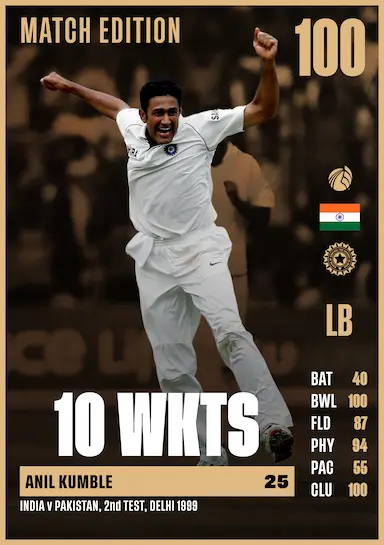 MATCH EDITION
100
LB
BAT 40
BWL 100
FLD 87
PHY 94
PAC 55
CLU 100
10 WKTS
ANIL KUMBLE 25
INDIA v PAKISTAN, 2nd TEST, DELHI 1999